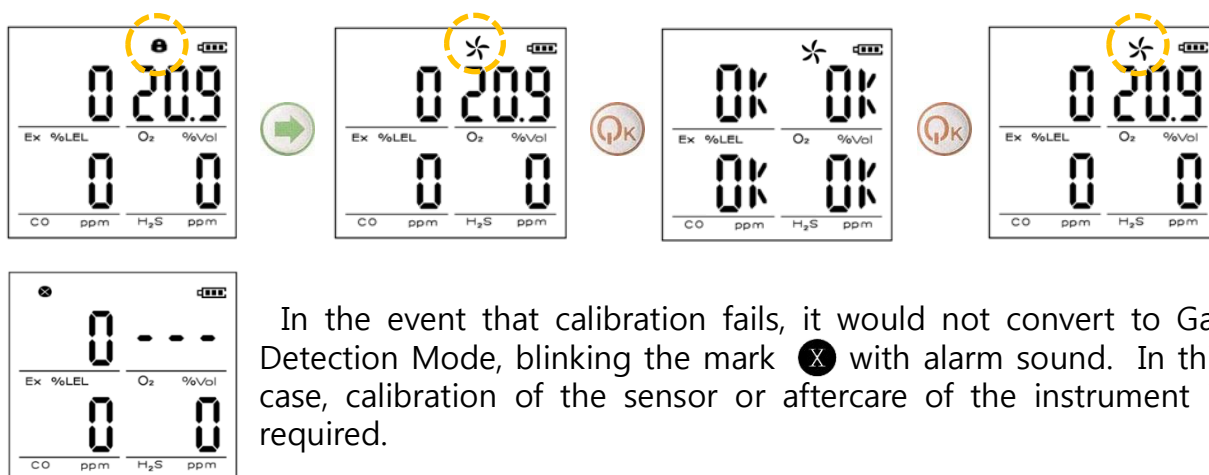 0 20.9
Ex %LEL O₂ %Vol
0 0
CO ppm H₂S ppm
0 20.9
Ex %LEL O₂ %Vol
0 0
CO ppm H₂S ppm
OK
OK OK
Ex %LEL O₂ %Vol
OK OK
CO ppm H₂S ppm
OK
0 20.9
Ex %LEL O₂ %Vol
0 0
CO ppm H₂S ppm
X
0 - - -
Ex %LEL O₂ %Vol
0 0
CO ppm H₂S ppm
In the event that calibration fails, it would not convert to Ga
Detection Mode, blinking the mark X with alarm sound. In th
case, calibration of the sensor or aftercare of the instrument
required.